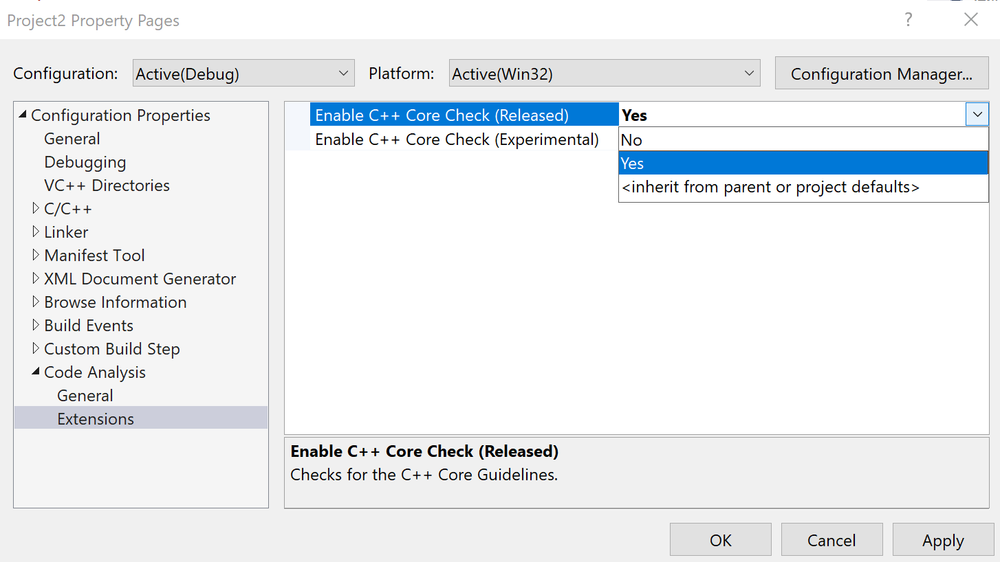 Project2 Property Pages
?
Configuration: Active(Debug) Platform: Active(Win32) Configuration Manager...
Configuration Properties
General
Debugging
VC++ Directories
C/C++
Linker
Manifest Tool
XML Document Generator
Browse Information
Build Events
Custom Build Step
Code Analysis
General
Extensions
Enable C++ Core Check (Released) Yes
Enable C++ Core Check (Experimental)
No
Yes
<inherit from parent or project defaults>
Enable C++ Core Check (Released)
Checks for the C++ Core Guidelines.
OK Cancel Apply